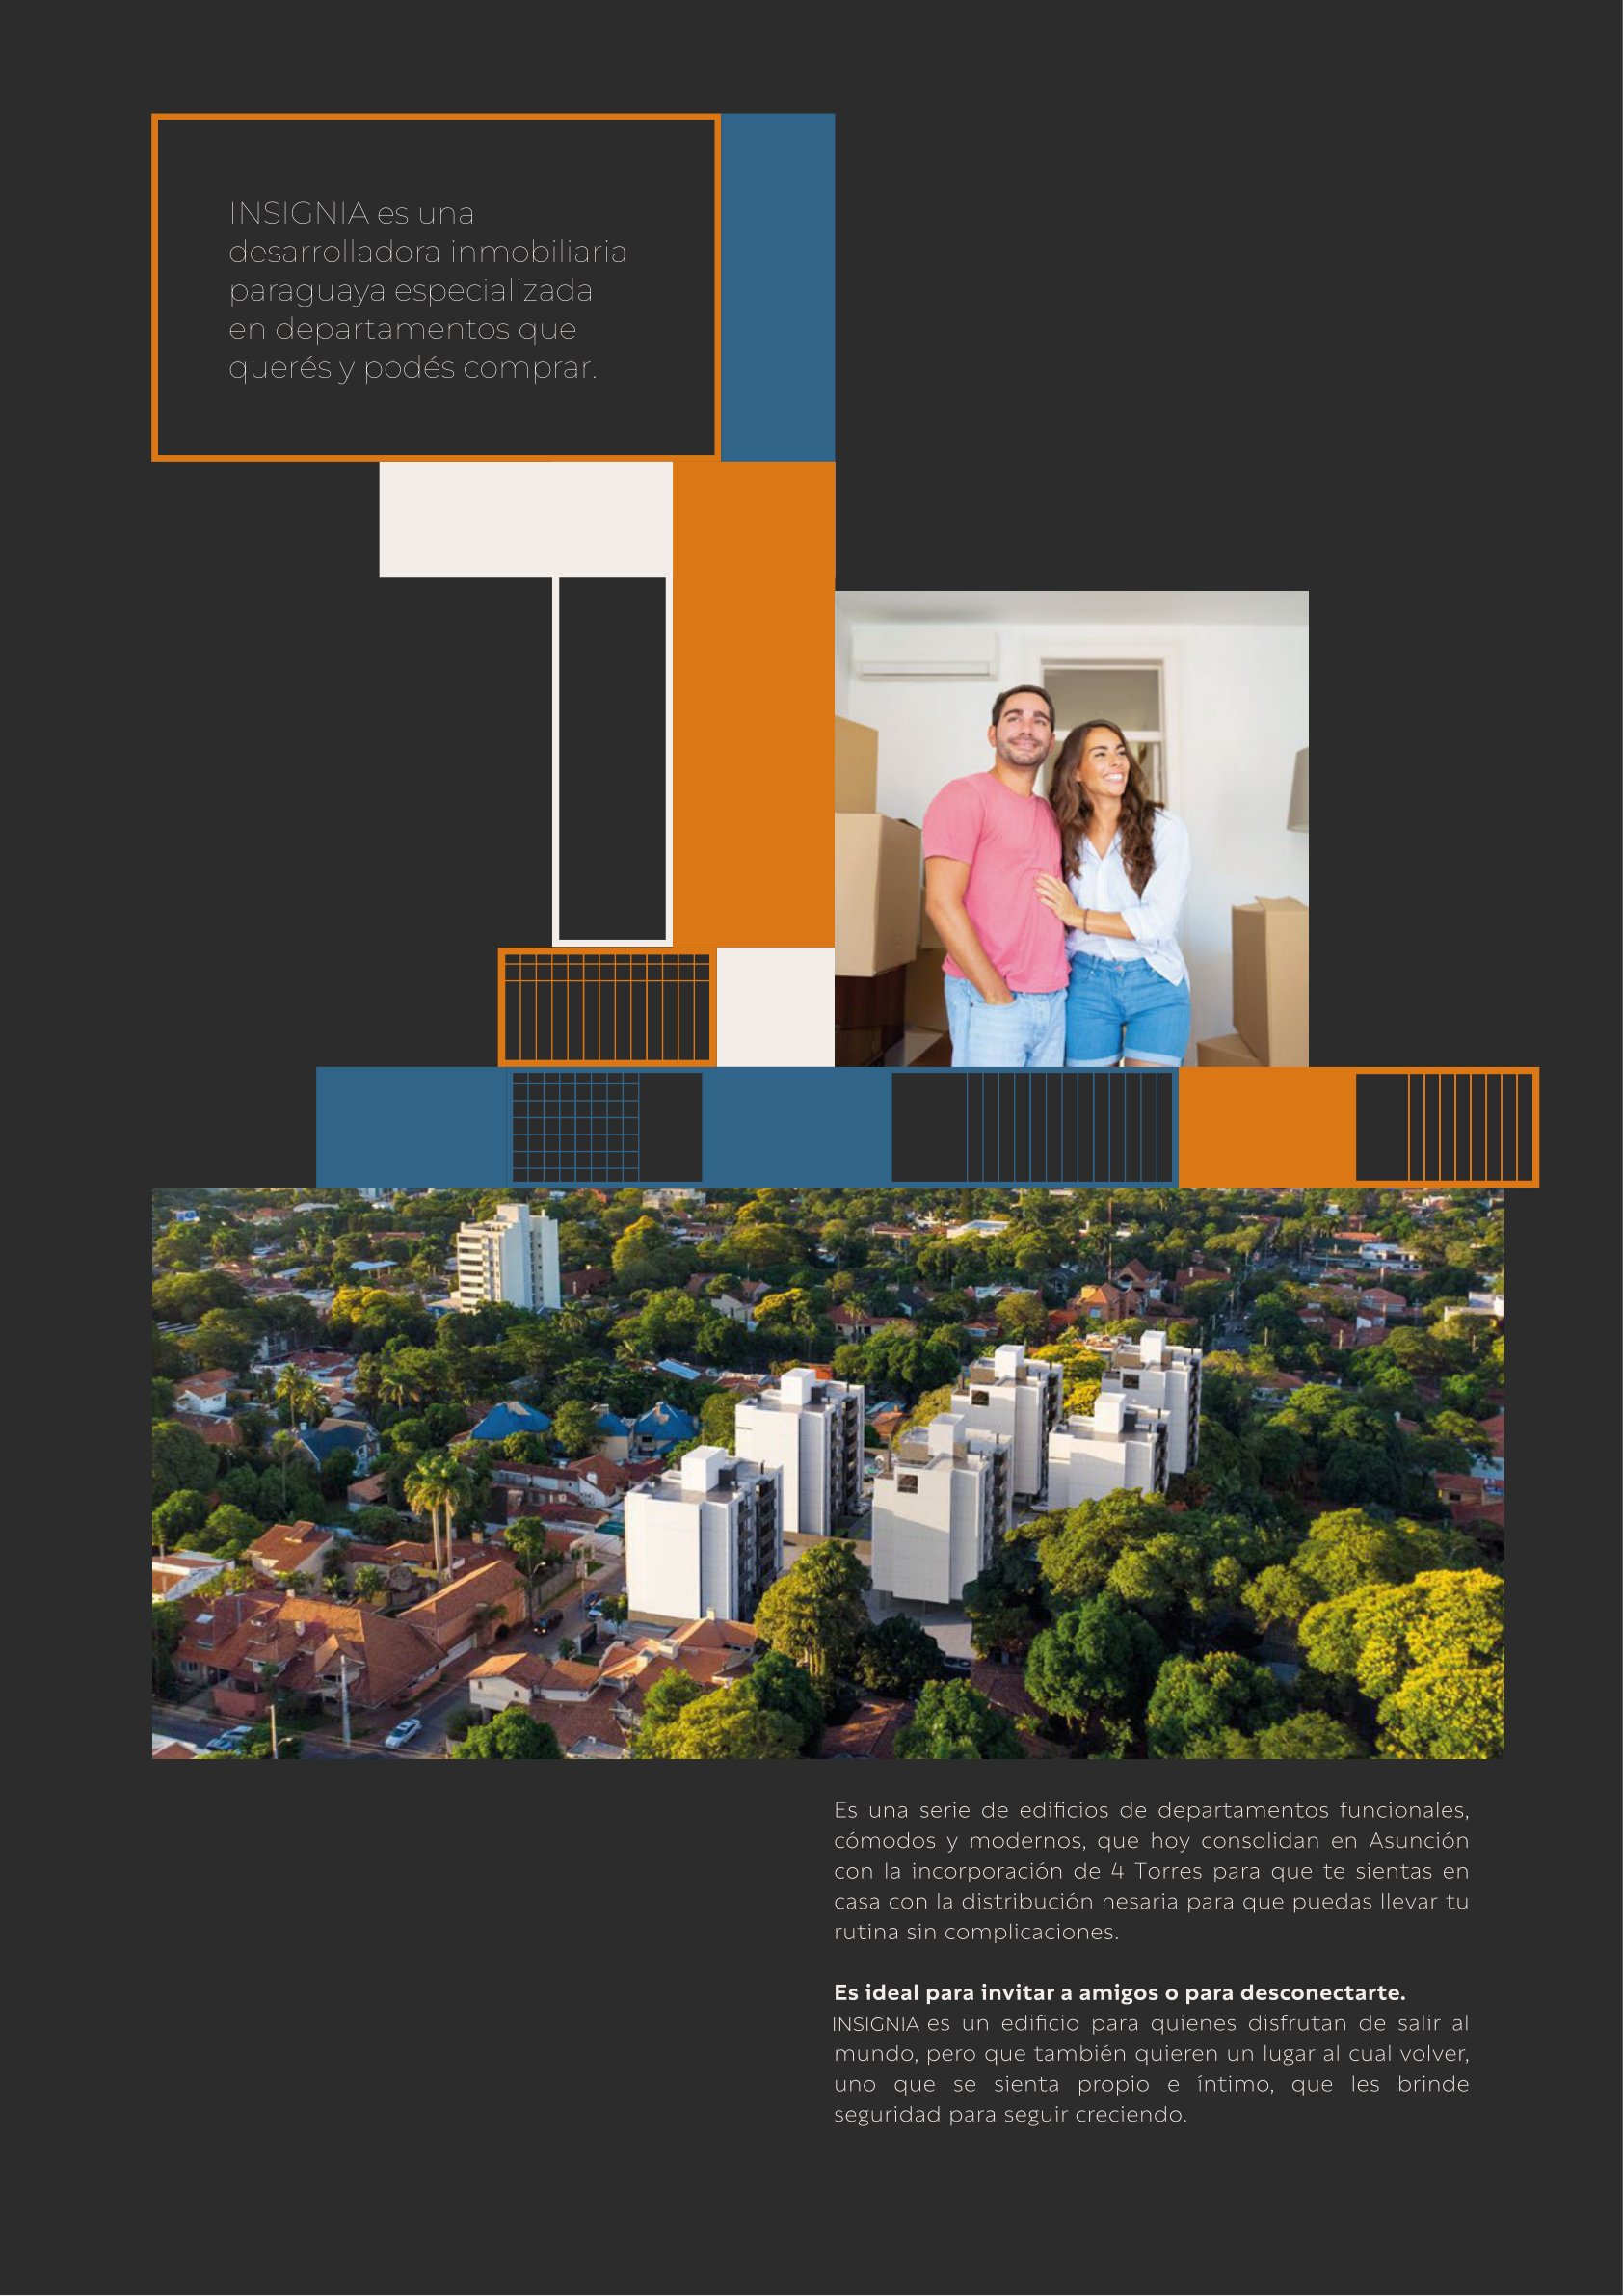 INSIGNIA es una
desarrolladora inmobiliaria
paraguaya especializada
en departamentos que
querés y podés comprar.
Es una serie de edificios de departamentos funcionales,
cómodos y modernos, que hoy consolidan en Asunción
con la incorporación de 4 Torres para que te sientas en
casa con la distribución nesaria para que puedas llevar tu
rutina sin complicaciones.
Es ideal para invitar a amigos o para desconectarte.
INSIGNIA es un edificio para quienes disfrutan de salir al
mundo, pero que también quieren un lugar al cual volver,
uno que se sienta propio e íntimo, que les brinde
seguridad para seguir creciendo.